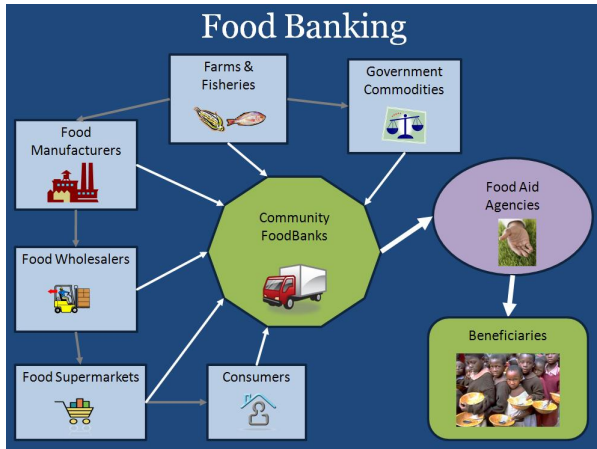 Food Banking
Farms &
Fisheries
Government
Commodities
Food
Manufacturers
Food Aid
Agencies
Community
FoodBanks
Food Wholesalers
Beneficiaries
Food Supermarkets
Consumers